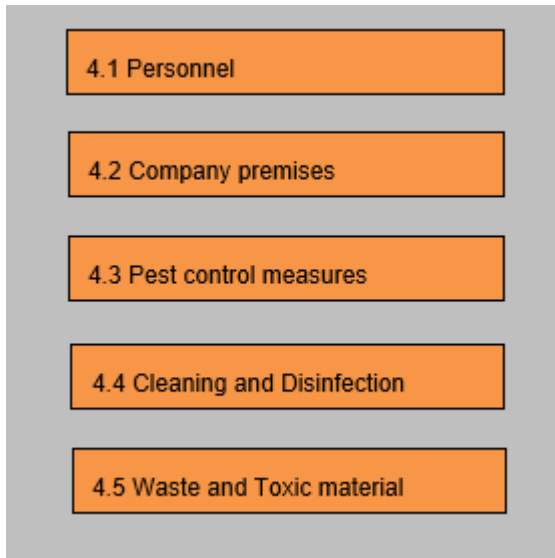 4.1 Personnel
4.2 Company premises
4.3 Pest control measures
4.4 Cleaning and Disinfection
4.5 Waste and Toxic material